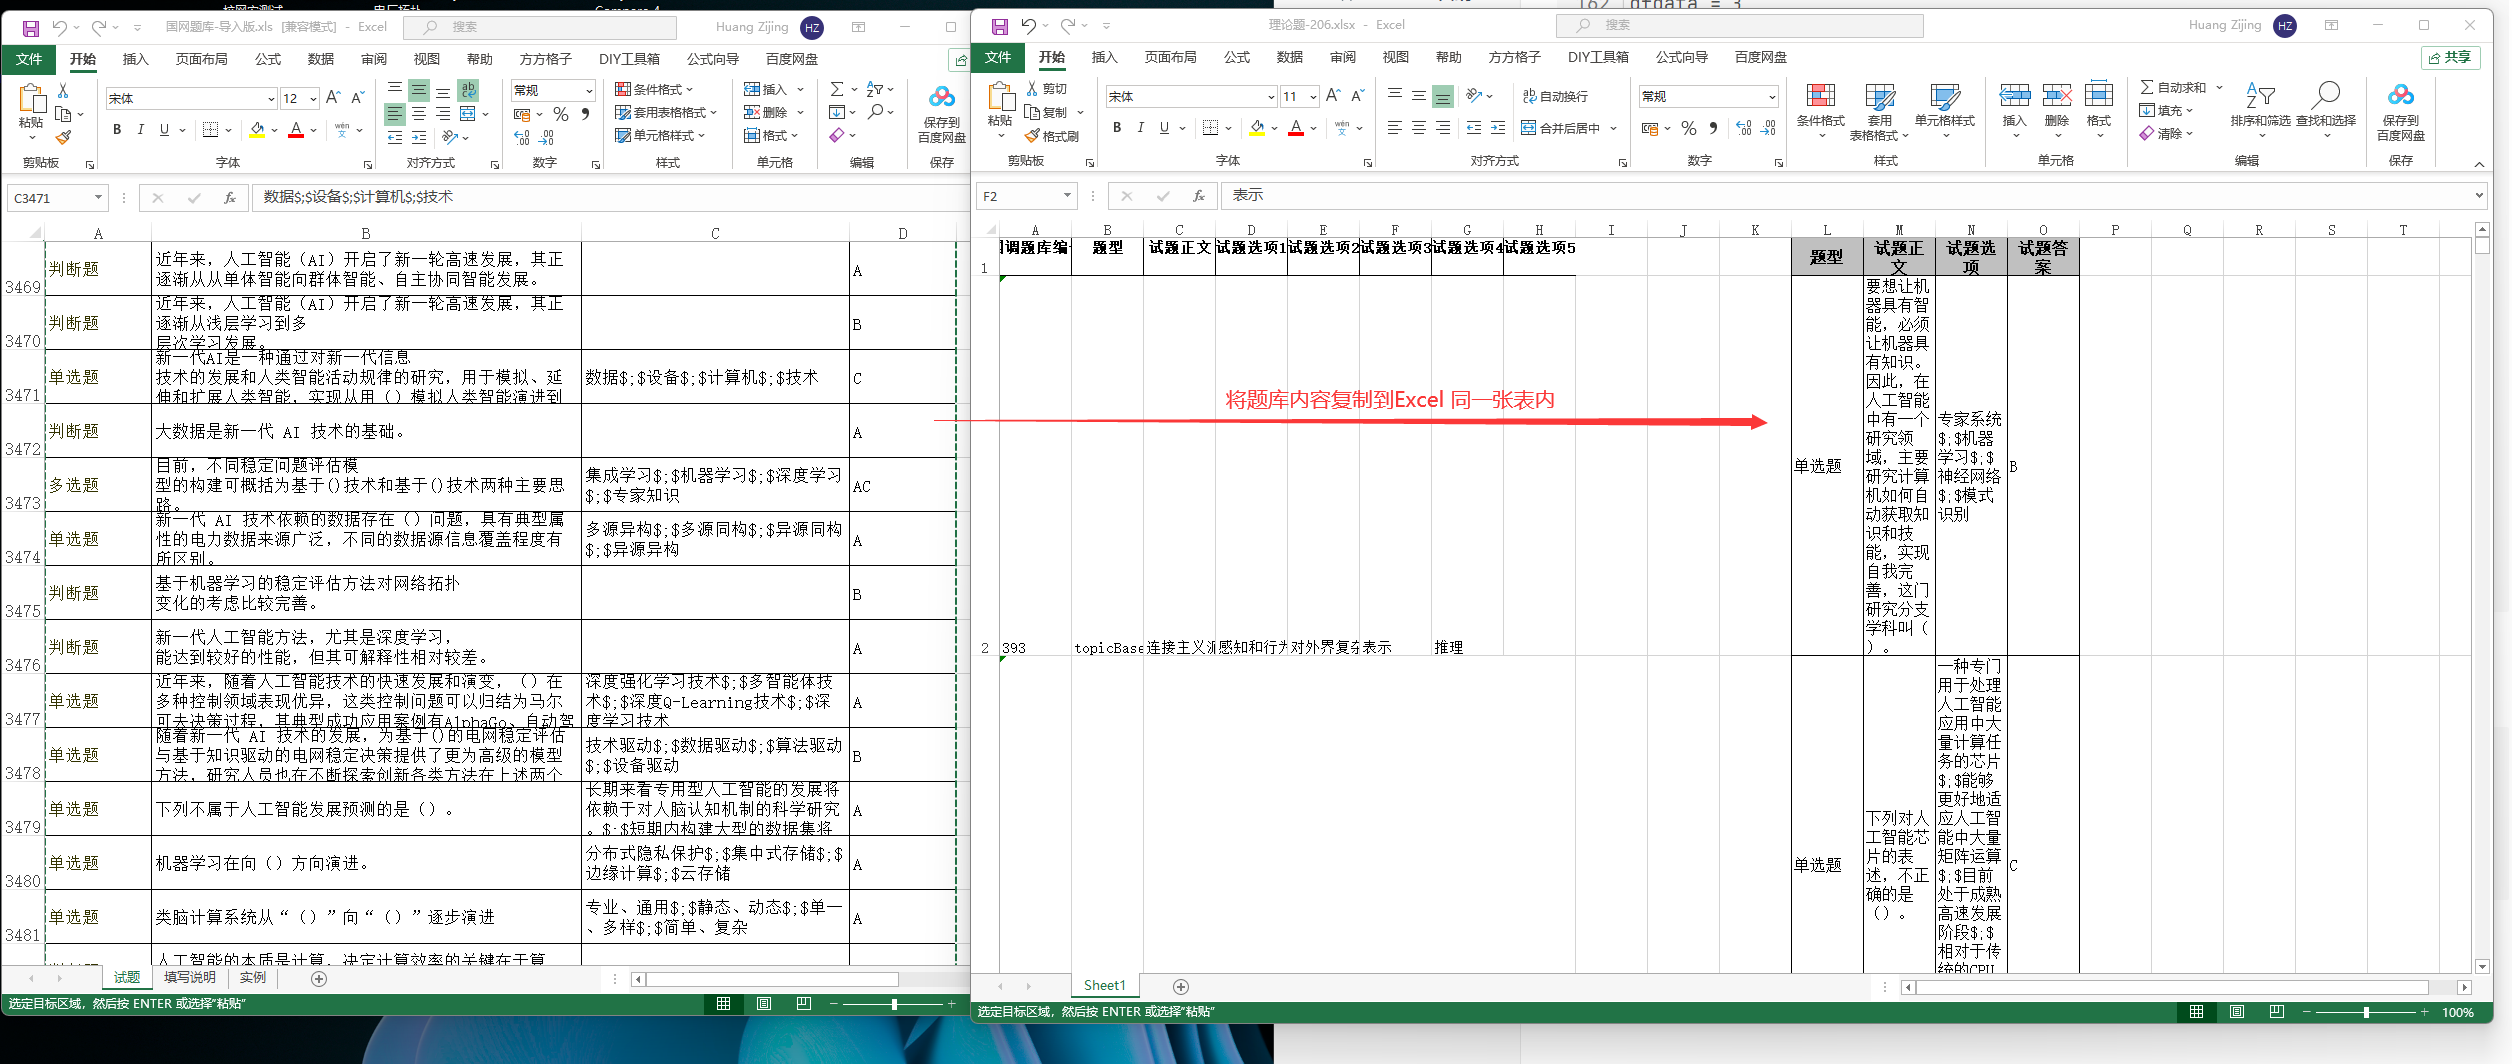 国网题库-导入版.xls [兼容模式] - Excel
搜索
Huang Zijing HZ
文件 开始 插入 页面布局 公式 数据 审阅 视图 帮助 方方格子 DIY工具箱 公式向导 百度网盘
粘贴
宋体 12
B I U
常规
条件格式
套用表格格式
单元格样式
插入
删除
格式
保存到
百度网盘
剪贴板 字体 对齐方式 数字 样式 单元格 编辑 保存
C3471 数据$;$设备$;$计算机$;$技术
A B C D
3469 判断题 近年来，人工智能（AI）开启了新一轮高速发展，其正
逐渐从从单体智能向群体智能、自主协同智能发展。 A
3470 判断题 近年来，人工智能（AI）开启了新一轮高速发展，其正
逐渐从浅层学习到多
层次学习发展。 B
3471 单选题 新一代AI是一种通过对新一代信息
技术的发展和人类智能活动规律的研究，用于模拟、延
伸和扩展人类智能，实现从用（）模拟人类智能演进到
数据$;$设备$;$计算机$;$技术 C
3472 判断题 大数据是新一代 AI 技术的基础。 A
3473 多选题 目前，不同稳定问题评估模
型的构建可概括为基于()技术和基于()技术两种主要思
路。
集成学习$;$机器学习$;$深度学习
$;$专家知识 AC
3474 单选题 新一代 AI 技术依赖的数据存在（）问题，具有典型属
性的电力数据来源广泛，不同的数据源信息覆盖程度有
所区别。
多源异构$;$多源同构$;$异源同构
$;$异源异构 A
3475 判断题 基于机器学习的稳定评估方法对网络拓扑
变化的考虑比较完善。 B
3476 判断题 新一代人工智能方法，尤其是深度学习，
能达到较好的性能，但其可解释性相对较差。 A
3477 单选题 近年来，随着人工智能技术的快速发展和演变，（）在
多种控制领域表现优异，这类控制问题可以归结为马尔
可夫决策过程，其典型成功应用案例有AlphaGo、自动驾
深度强化学习技术$;$多智能体技
术$;$深度Q-Learning技术$;$深
度学习技术 A
3478 单选题 随着新一代 AI 技术的发展，为基于()的电网稳定评估
与基于知识驱动的电网稳定决策提供了更为高级的模型
方法，研究人员也在不断探索创新各类方法在上述两个
技术驱动$;$数据驱动$;$算法驱动
$;$设备驱动 B
3479 单选题 下列不属于人工智能发展预测的是（）。
长期来看专用型人工智能的发展将
依赖于对人脑认知机制的科学研究
。$;$短期内构建大型的数据集将 A
3480 单选题 机器学习在向（）方向演进。
分布式隐私保护$;$集中式存储$;$
边缘计算$;$云存储 A
3481 单选题 类脑计算系统从“（）”向“（）”逐步演进
专业、通用$;$静态、动态$;$单一
、多样$;$简单、复杂 A
人工智能的本质是计算，决定计算效率的关键在于算
试题 填写说明 实例
选定目标区域，然后按 ENTER 或选择"粘贴"
理论题-206.xlsx - Excel
搜索
Huang Zijing HZ
文件 开始 插入 页面布局 公式 数据 审阅 视图 帮助 方方格子 DIY工具箱 公式向导 百度网盘
共享
粘贴
剪切
复制
格式刷
宋体 11
B I U
自动换行
合并后居中
常规
条件格式
套用
表格格式
单元格样式
插入 删除 格式
自动求和
填充
清除
排序和筛选 查找和选择
保存到
百度网盘
剪贴板 字体 对齐方式 数字 样式 单元格 编辑 保存
F2 表示
A B C D E F G H I J K L M N O P Q R S T
1 调题库编 题型 试题正文 试题选项1 试题选项2 试题选项3 试题选项4 试题选项5
题型 试题正
文 试题选
项 试题答
案
将题库内容复制到Excel 同一张表内
2 393 topicBase 连接主义派 感知和行为 对外界复杂 表示 推理
单选题
要想让机
器具有智
能，必须
让机器具
有知识。
因此，在
人工智能
中有一个
研究领
域，主要
研究计算
机如何自
动获取知
识和技
能，实现
自我完
善，这门
研究分支
学科叫（
）。
专家系统
$;$机器
学习$;$
神经网络
$;$模式
识别
B
单选题
下列对人
工智能芯
片的表
述，不正
确的是
（）。
一种专门
用于处理
人工智能
应用中大
量计算任
务的芯片
$;$能够
更好地适
应人工智
能中大量
矩阵运算
$;$目前
处于成熟
高速发展
阶段$;$
相对于传
统的CPU
C
Sheet1
选定目标区域，然后按 ENTER 或选择"粘贴"
100%